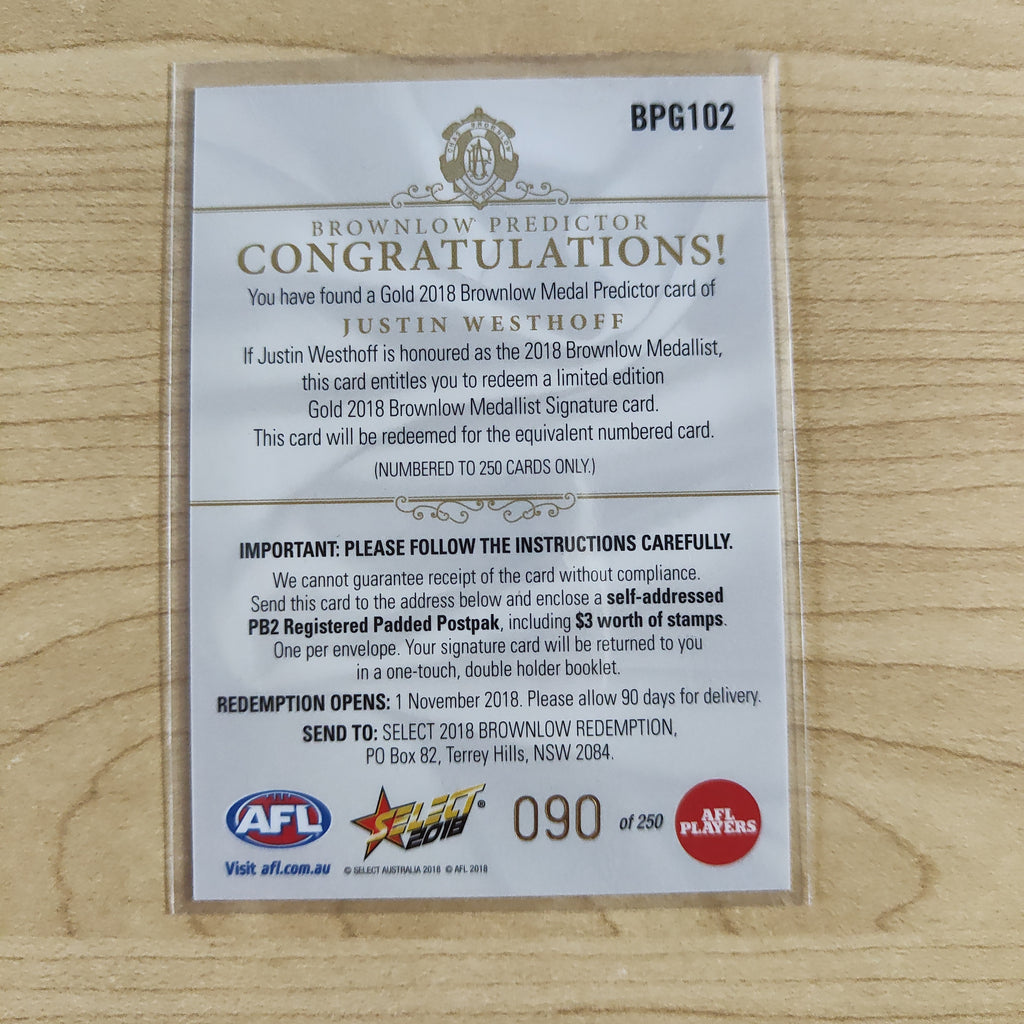 BPG102
CHAS BROWNLOW
BROWNLOW PREDICTOR
CONGRATULATIONS!
You have found a Gold 2018 Brownlow Medal Predictor card of
JUSTIN WESTHOFF
If Justin Westhoff is honoured as the 2018 Brownlow Medallist,
this card entitles you to redeem a limited edition
Gold 2018 Brownlow Medallist Signature card.
This card will be redeemed for the equivalent numbered card.
(NUMBERED TO 250 CARDS ONLY.)
IMPORTANT: PLEASE FOLLOW THE INSTRUCTIONS CAREFULLY.
We cannot guarantee receipt of the card without compliance.
Send this card to the address below and enclose a self-addressed
PB2 Registered Padded Postpak, including $3 worth of stamps.
One per envelope. Your signature card will be returned to you
in a one-touch, double holder booklet.
REDEMPTION OPENS: 1 November 2018. Please allow 90 days for delivery.
SEND TO: SELECT 2018 BROWNLOW REDEMPTION,
PO Box 82, Terrey Hills, NSW 2084.
AFL
SELECT®
2018
090 of 250
AFL
PLAYERS
Visit afl.com.au
© SELECT AUSTRALIA 2018 © AFL 2018